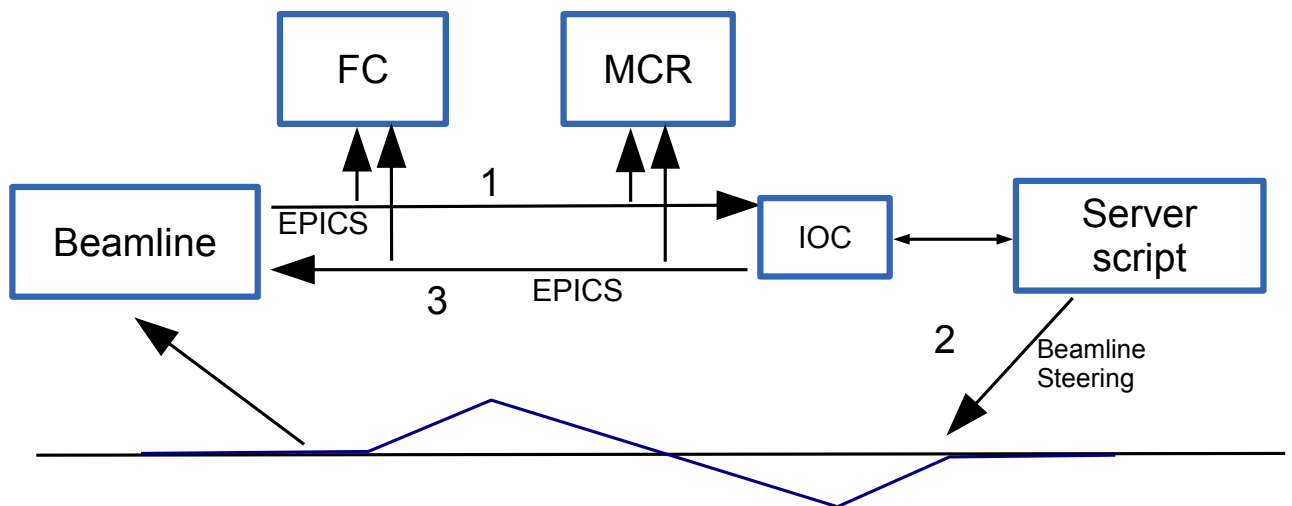 FC
MCR
1
EPICS
Beamline
IOC
Server
script
EPICS
3
2
Beamline
Steering